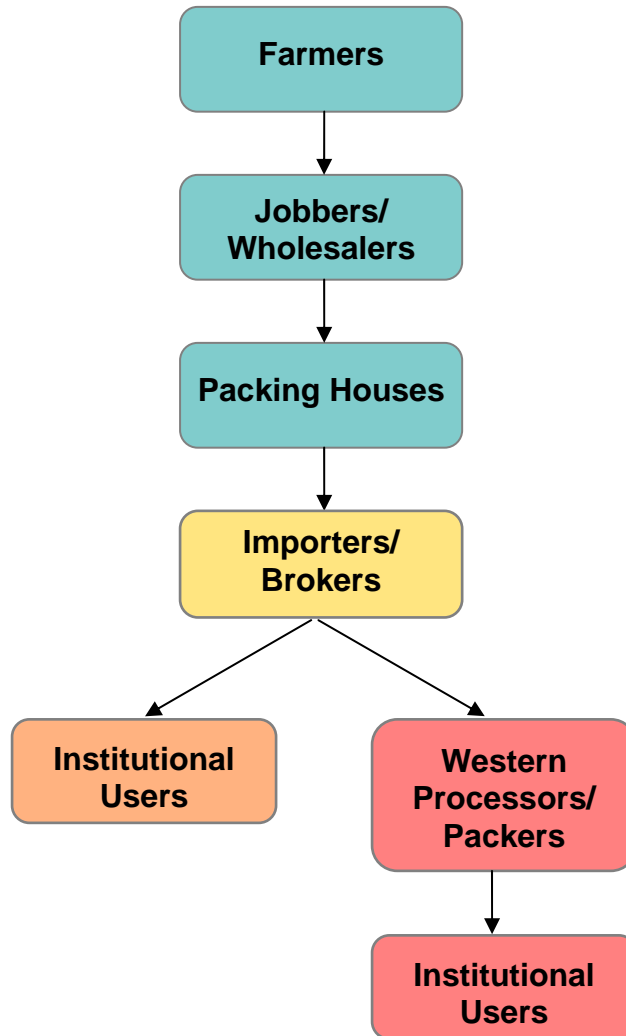 Farmers
Jobbers/
Wholesalers
Packing Houses
Importers/
Brokers
Institutional
Users
Western
Processors/
Packers
Institutional
Users